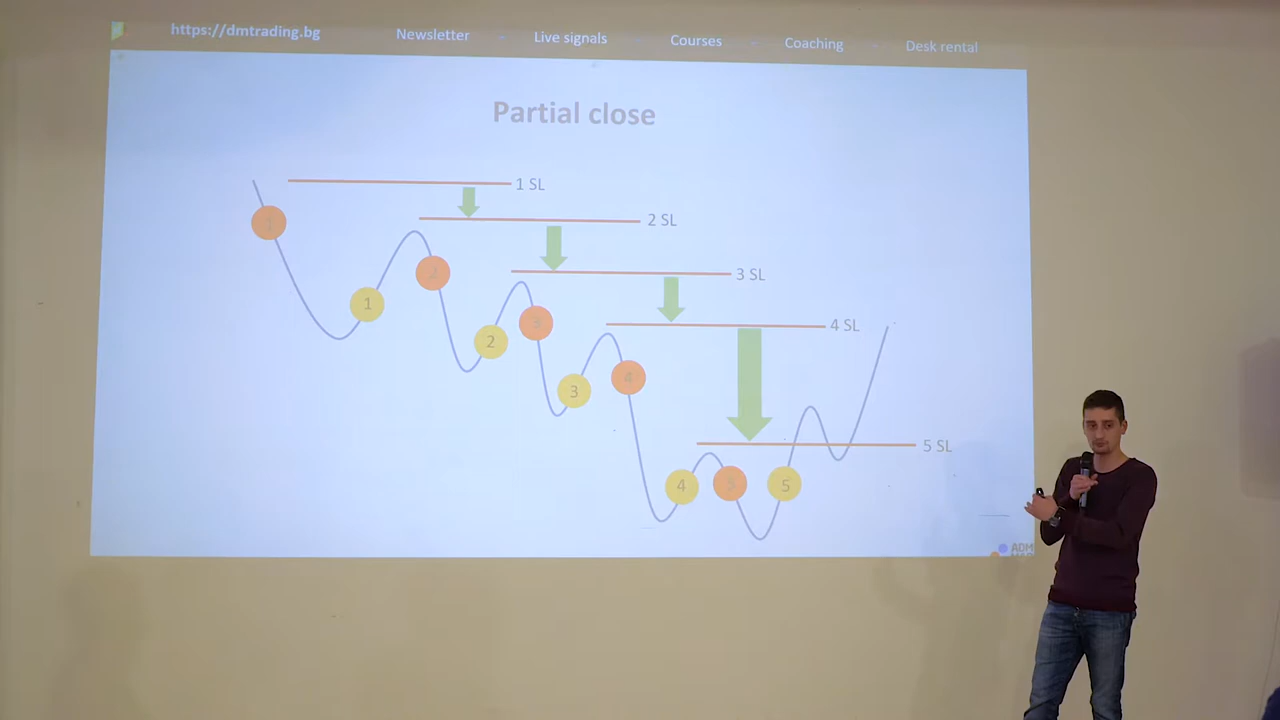 https://dmtrading.bg Newsletter - Live signals - Courses - Coaching - Desk rental
Partial close
1 SL
2 SL
1
2
3 SL
1
2
3
4 SL
3
4
5 SL
4
5
5
ADM